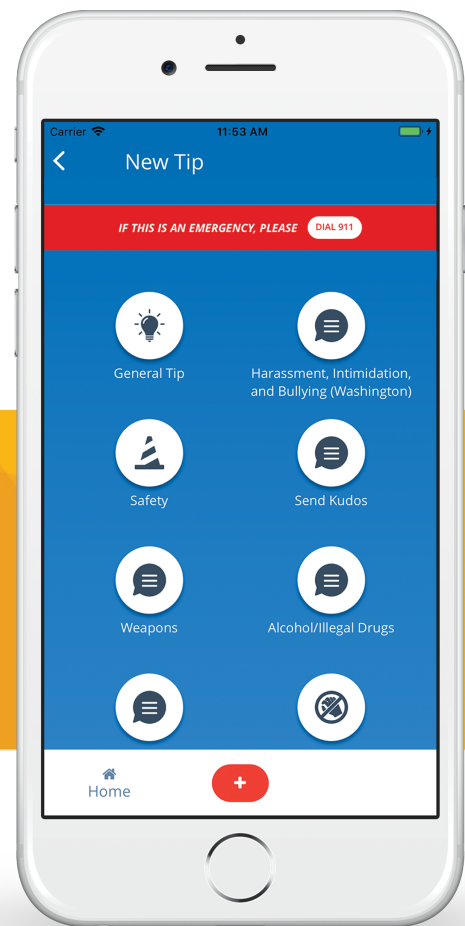 Carrier 11:53 AM
New Tip
IF THIS IS AN EMERGENCY, PLEASE DIAL 911
General Tip
Harassment, Intimidation,
and Bullying (Washington)
Safety
Send Kudos
Weapons
Alcohol/Illegal Drugs
+
Home